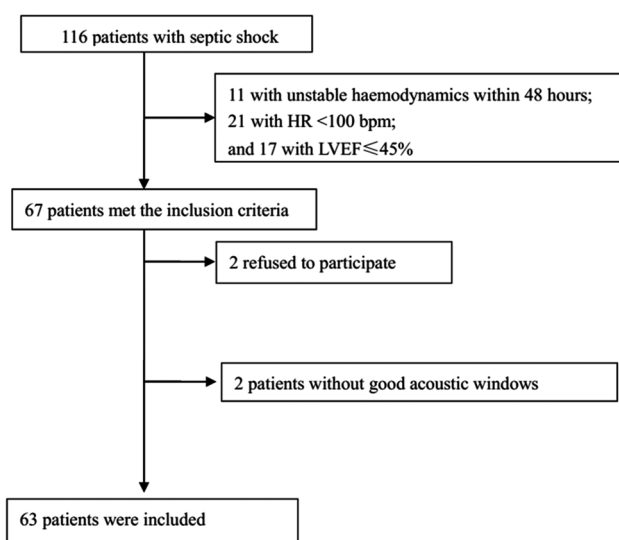 116 patients with septic shock
11 with unstable haemodynamics within 48 hours;
21 with HR <100 bpm;
and 17 with LVEF≤45%
67 patients met the inclusion criteria
2 refused to participate
2 patients without good acoustic windows
63 patients were included